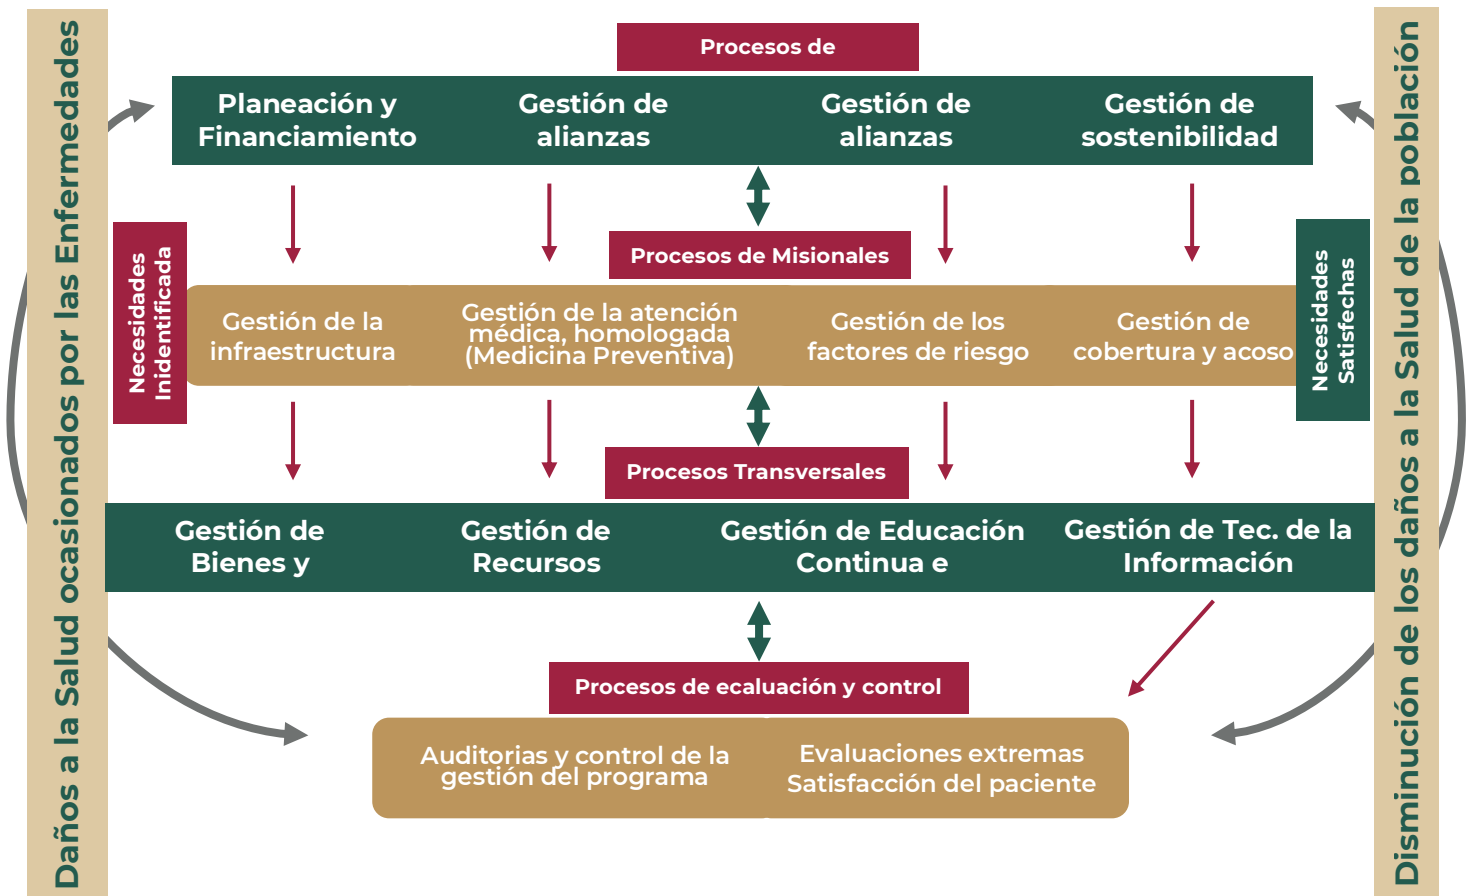 Daños a la Salud ocasionados por las Enfermedades
Procesos de
Planeación y
Financiamiento
Gestión de
alianzas
Gestión de
alianzas
Gestión de
sostenibilidad
Necesidades
Inidentificada
Procesos de Misionales
Gestión de la
infraestructura
Gestión de la atención
médica, homologada
(Medicina Preventiva)
Gestión de los
factores de riesgo
Gestión de
cobertura y acoso
Necesidades
Satisfechas
Procesos Transversales
Gestión de
Bienes y
Gestión de
Recursos
Gestión de Educación
Continua e
Gestión de Tec. de la
Información
Procesos de ecaluación y control
Auditorias y control de la
gestión del programa
Evaluaciones extremas
Satisfacción del paciente
Disminución de los daños a la Salud de la población